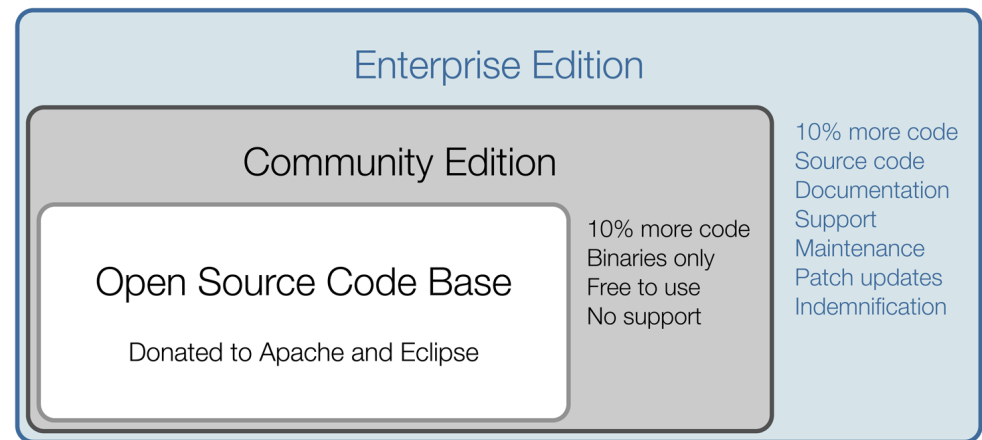 Enterprise Edition
Community Edition
Open Source Code Base
Donated to Apache and Eclipse
10% more code
Binaries only
Free to use
No support
10% more code
Source code
Documentation
Support
Maintenance
Patch updates
Indemnification